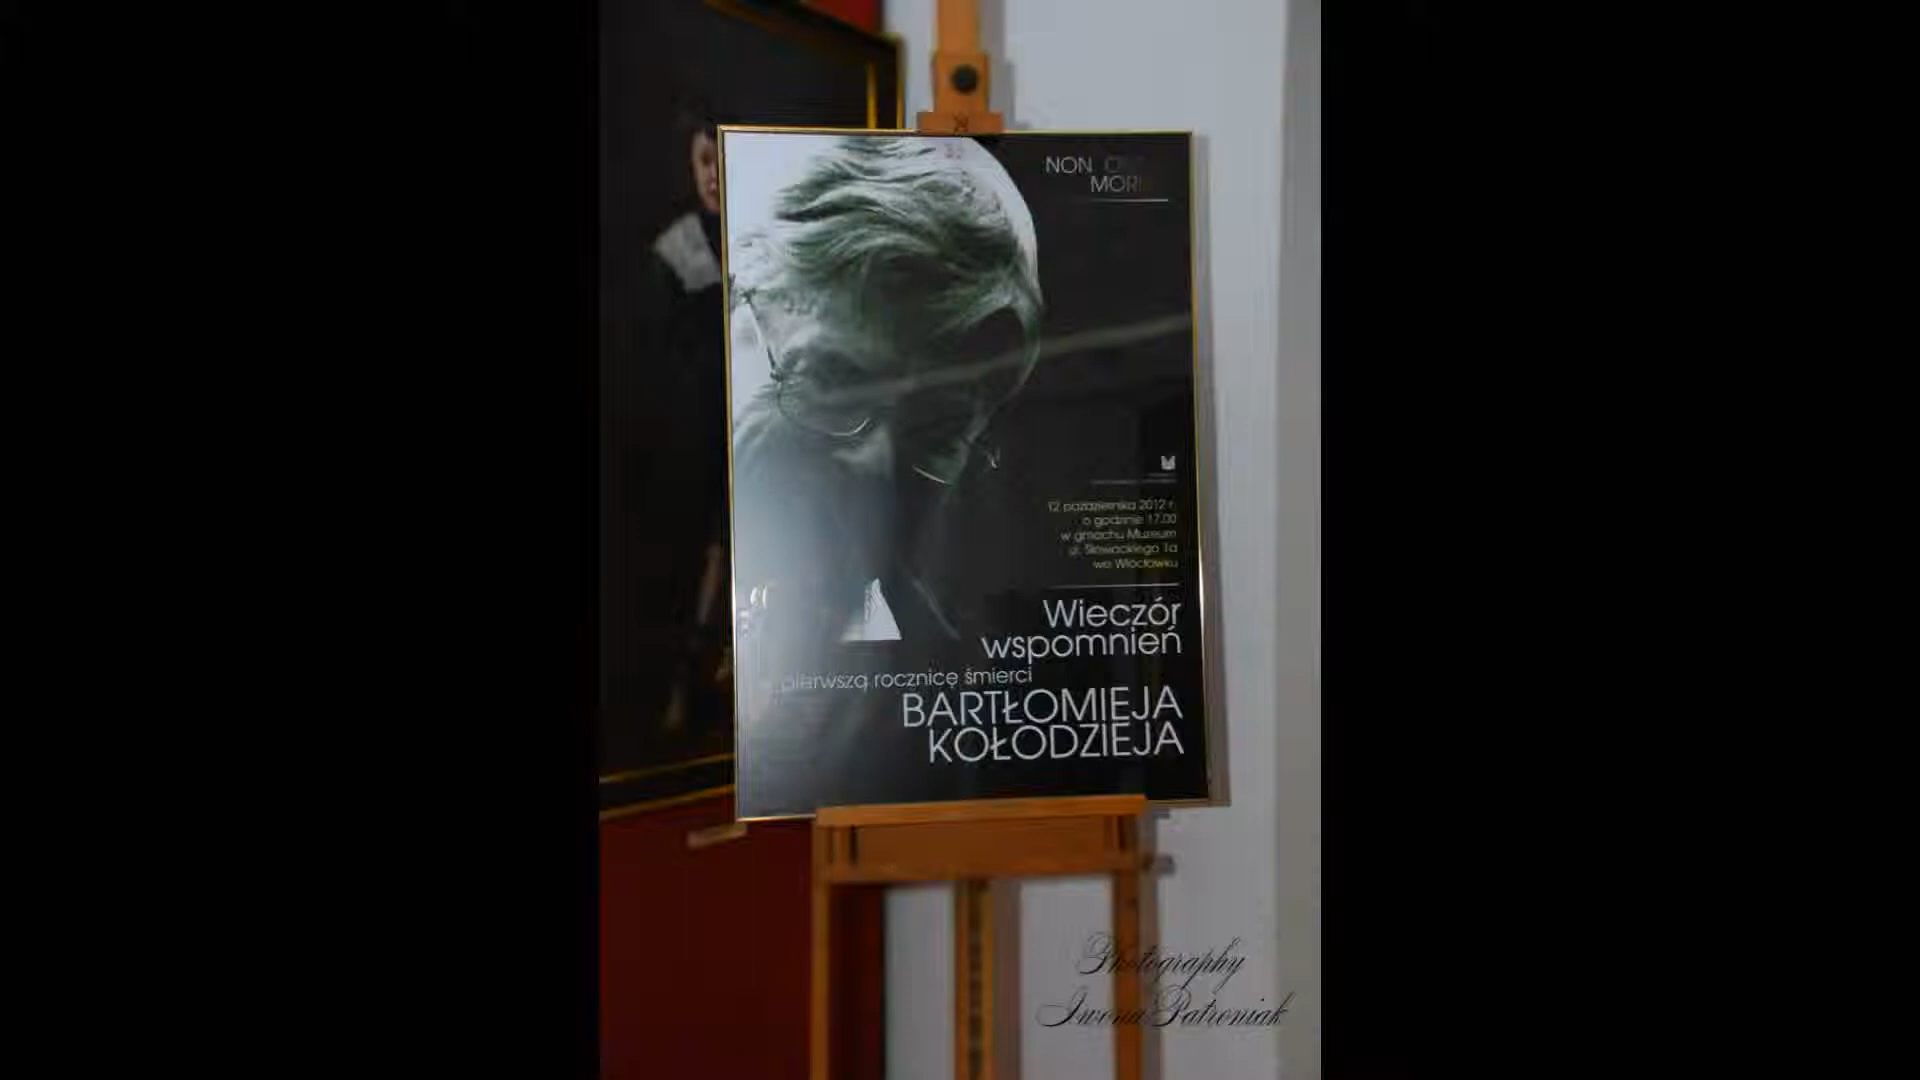 NON
MOR
12 października 2012 r.
o godzinie 17.00
w gmachu Muzeum
ul. Słowackiego 1a
we Włocławku
Wieczór
wspomnień
pierwszą rocznicę śmierci
BARTŁOMIEJA
KOŁODZIEJA
Photography
Iwona Patroniak